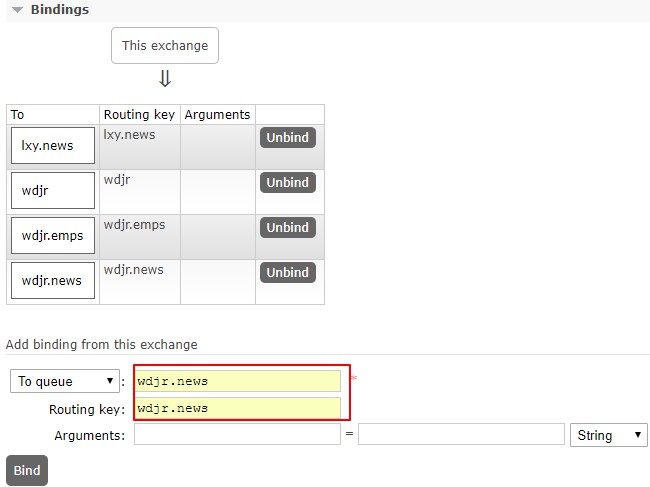 Bindings
This exchange
⇓
To Routing key Arguments
lxy.news lxy.news Unbind
wdjr wdjr Unbind
wdjr.emps wdjr.emps Unbind
wdjr.news wdjr.news Unbind
Add binding from this exchange
To queue : wdjr.news *
Routing key: wdjr.news
Arguments: = String
Bind